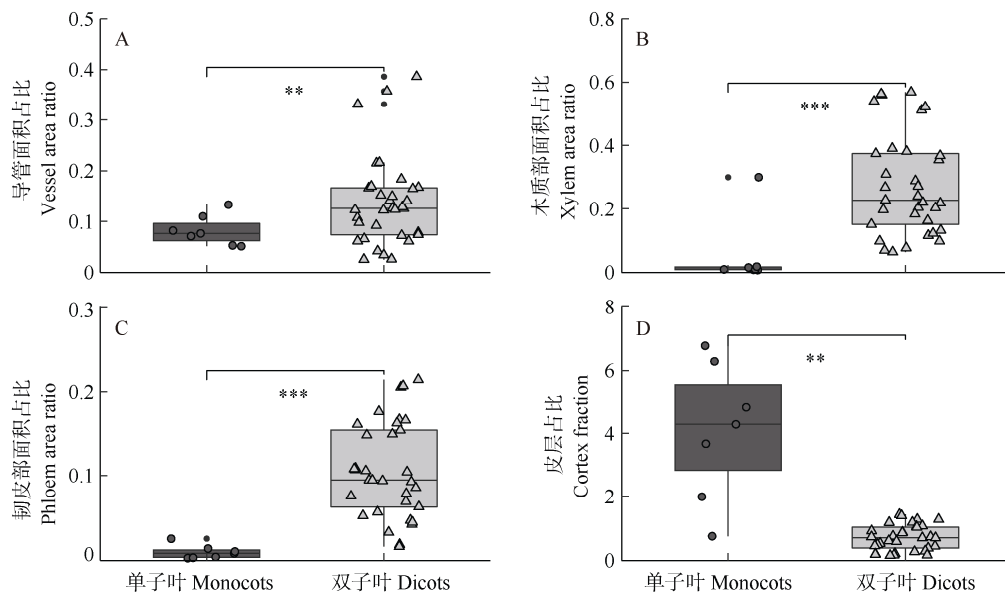 A
导管面积占比
Vessel area ratio
0.5
0.4
0.3
0.2
0.1
0
**
B
木质部面积占比
Xylem area ratio
0.8
0.6
0.4
0.2
0
***
C
韧皮部面积占比
Phloem area ratio
0.3
0.2
0.1
0
***
单子叶 Monocots
双子叶 Dicots
D
皮层占比
Cortex fraction
8
6
4
2
0
**
单子叶 Monocots
双子叶 Dicots